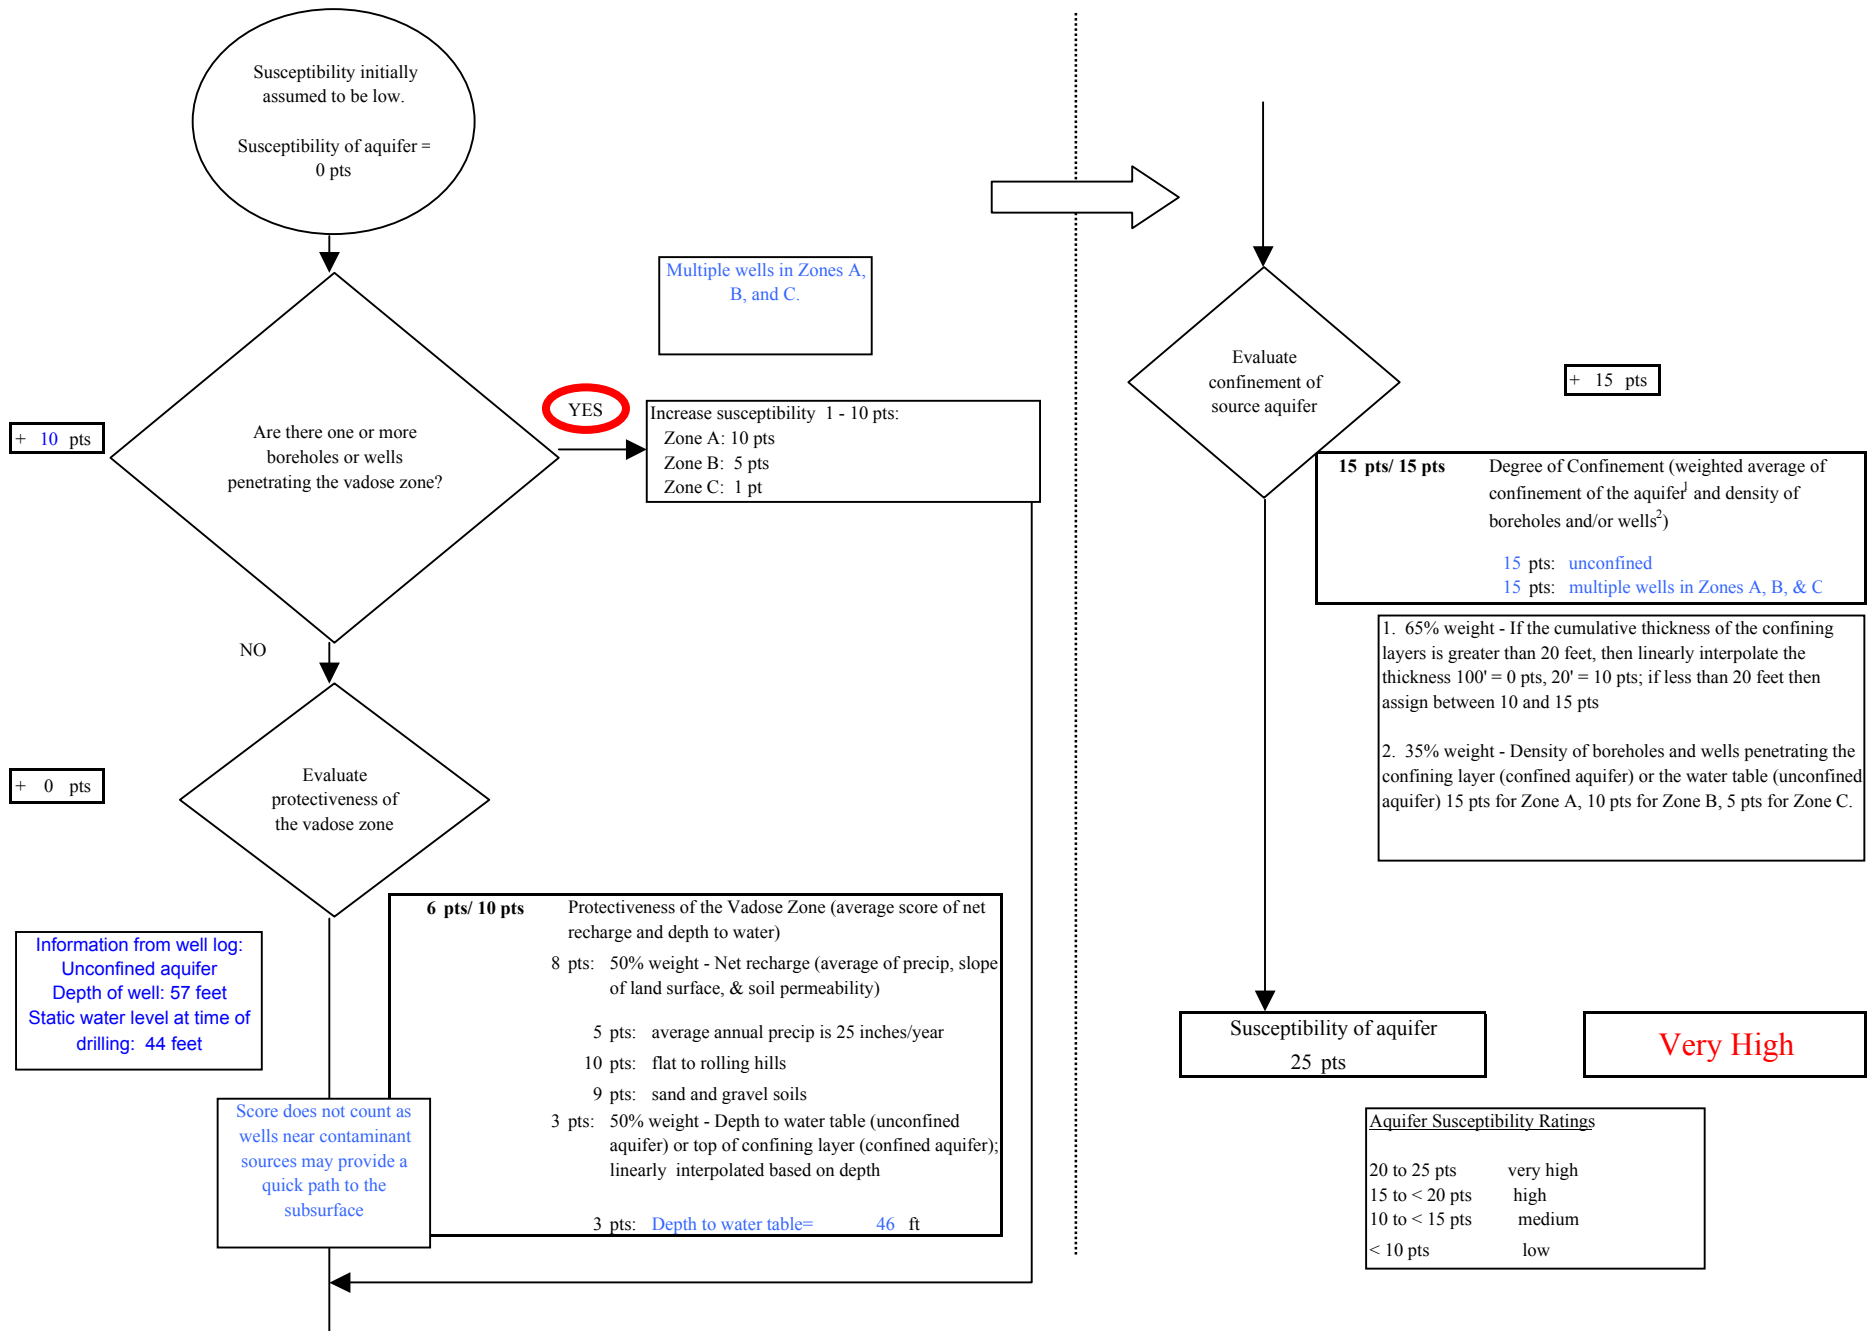 Susceptibility initially
assumed to be low.
Susceptibility of aquifer =
0 pts
Multiple wells in Zones A,
B, and C.
+ 10 pts
Are there one or more
boreholes or wells
penetrating the vadose zone?
YES
Increase susceptibility 1 - 10 pts:
Zone A: 10 pts
Zone B: 5 pts
Zone C: 1 pt
NO
+ 0 pts
Evaluate
protectiveness of
the vadose zone
Information from well log:
Unconfined aquifer
Depth of well: 57 feet
Static water level at time of
drilling: 44 feet
6 pts/ 10 pts Protectiveness of the Vadose Zone (average score of net
recharge and depth to water)
8 pts: 50% weight - Net recharge (average of precip, slope
of land surface, & soil permeability)
5 pts: average annual precip is 25 inches/year
10 pts: flat to rolling hills
9 pts: sand and gravel soils
3 pts: 50% weight - Depth to water table (unconfined
aquifer) or top of confining layer (confined aquifer);
linearly interpolated based on depth
3 pts: Depth to water table= 46 ft
Score does not count as
wells near contaminant
sources may provide a
quick path to the
subsurface
Evaluate
confinement of
source aquifer
+ 15 pts
15 pts/ 15 pts Degree of Confinement (weighted average of
confinement of the aquifer1 and density of
boreholes and/or wells2)
15 pts: unconfined
15 pts: multiple wells in Zones A, B, & C
1. 65% weight - If the cumulative thickness of the confining
layers is greater than 20 feet, then linearly interpolate the
thickness 100' = 0 pts, 20' = 10 pts; if less than 20 feet then
assign between 10 and 15 pts
2. 35% weight - Density of boreholes and wells penetrating the
confining layer (confined aquifer) or the water table (unconfined
aquifer) 15 pts for Zone A, 10 pts for Zone B, 5 pts for Zone C.
Susceptibility of aquifer
25 pts
Very High
Aquifer Susceptibility Ratings
20 to 25 pts very high
15 to < 20 pts high
10 to < 15 pts medium
< 10 pts low